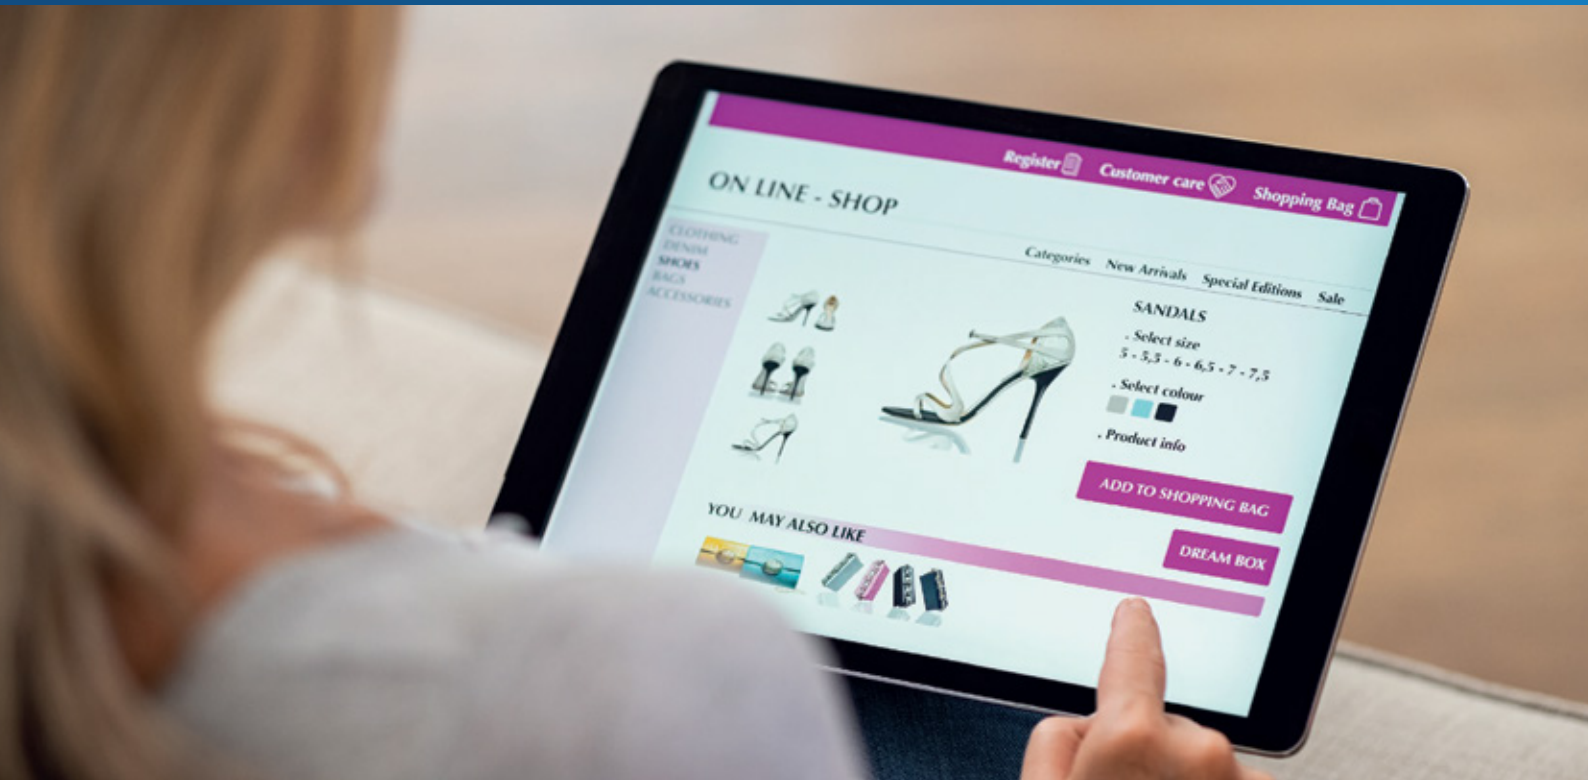 Register
Customer care
Shopping Bag
ON LINE - SHOP
Categories
New Arrivals
Special Editions
Sale
CLOTHING
DENIM
SHOES
BAGS
ACCESSORIES
SANDALS
. Select size
5 - 5,5 - 6 - 6,5 - 7 - 7,5
. Select colour
. Product info
ADD TO SHOPPING BAG
DREAM BOX
YOU MAY ALSO LIKE